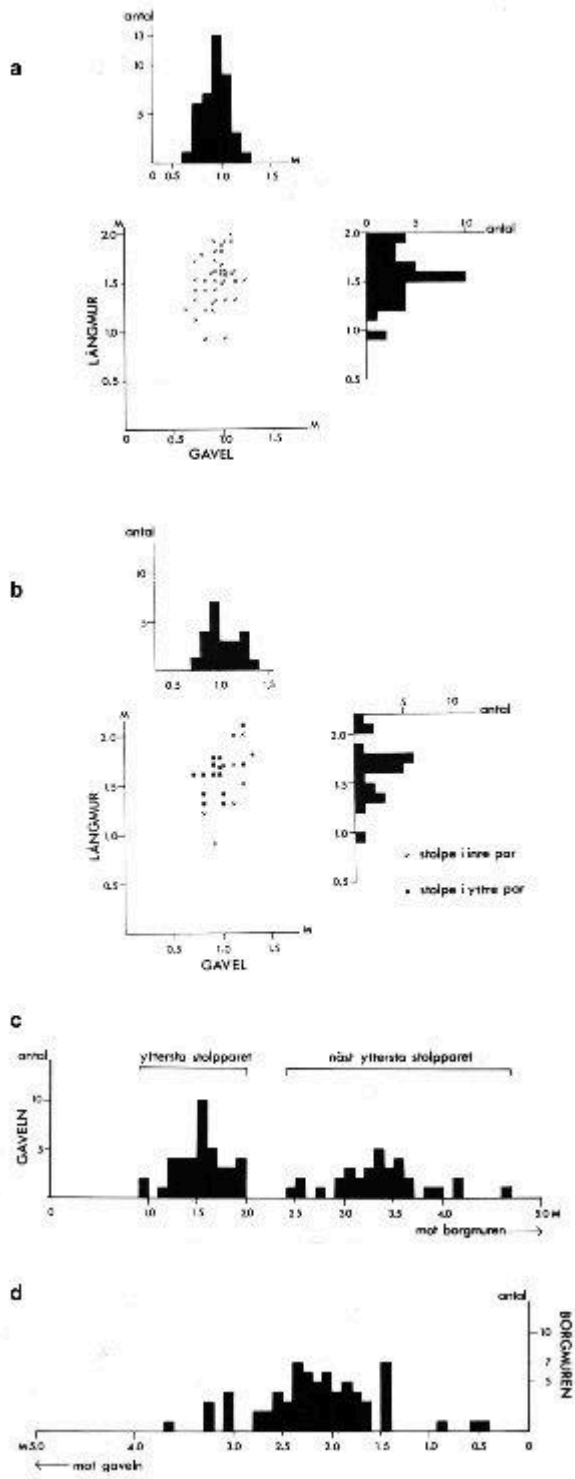 a
antal
13
10
5
0 0.5 1.0 1.5 M
M
2.0
1.5
1.0
0.5
LÅNGMUR
0 0.5 1.0 1.5 M
GAVEL
0 5 10 antal
2.0
1.5
1.0
0.5
b
antal
10
5
0.5 1.0 1.5
M
2.0
1.5
1.0
0.5
LÅNGMUR
0.5 1.0 1.5 M
GAVEL
5 10 antal
2.0
1.5
1.0
0.5
stolpe i inre par
stolpe i yttre par
c
antal
yttersta stolpparet
näst yttersta stolpparet
GAVELN
10
5
0 1.0 1.5 2.0 2.5 3.0 3.5 4.0 5.0 M
mot borgmuren
d
antal
10
7
5
BORGMUREN
M 5.0 4.0 3.0 2.5 2.0 1.5 1.0 0
mot gaveln